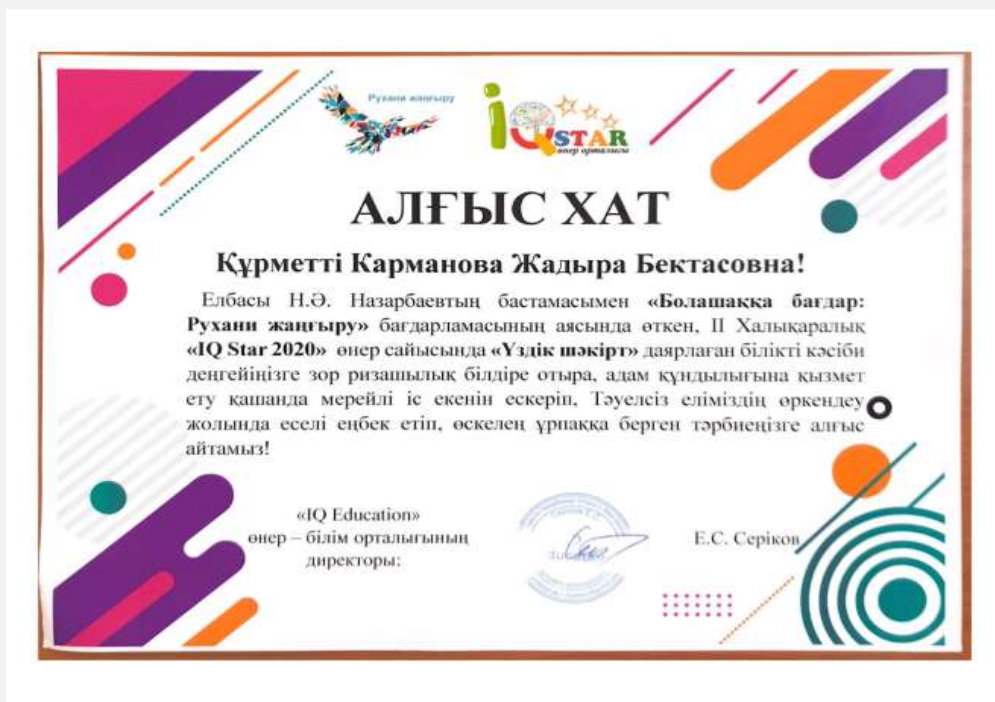 Рухани жаңғыру
iQ STAR
өнер орталығы
АЛҒЫС ХАТ
Құрметті Карманова Жадыра Бектасовна!
Елбасы Н.Ә. Назарбаевтың бастамасымен «Болашаққа бағдар:
Рухани жаңғыру» бағдарламасының аясында өткен, II Халықаралық
«IQ Star 2020» өнер сайысында «Үздік шәкірт» даярлаған білікті кәсіби
деңгейіңізге зор ризашылық білдіре отыра, адам құндылығына қызмет
ету қашанда мерейлі іс екенін ескеріп, Тәуелсіз еліміздің өркендеу
жолында еселі еңбек етіп, өскелең ұрпаққа берген тәрбиеңізге алғыс
айтамыз!
«IQ Education»
өнер – білім орталығының
директоры:
Е.С. Серіков